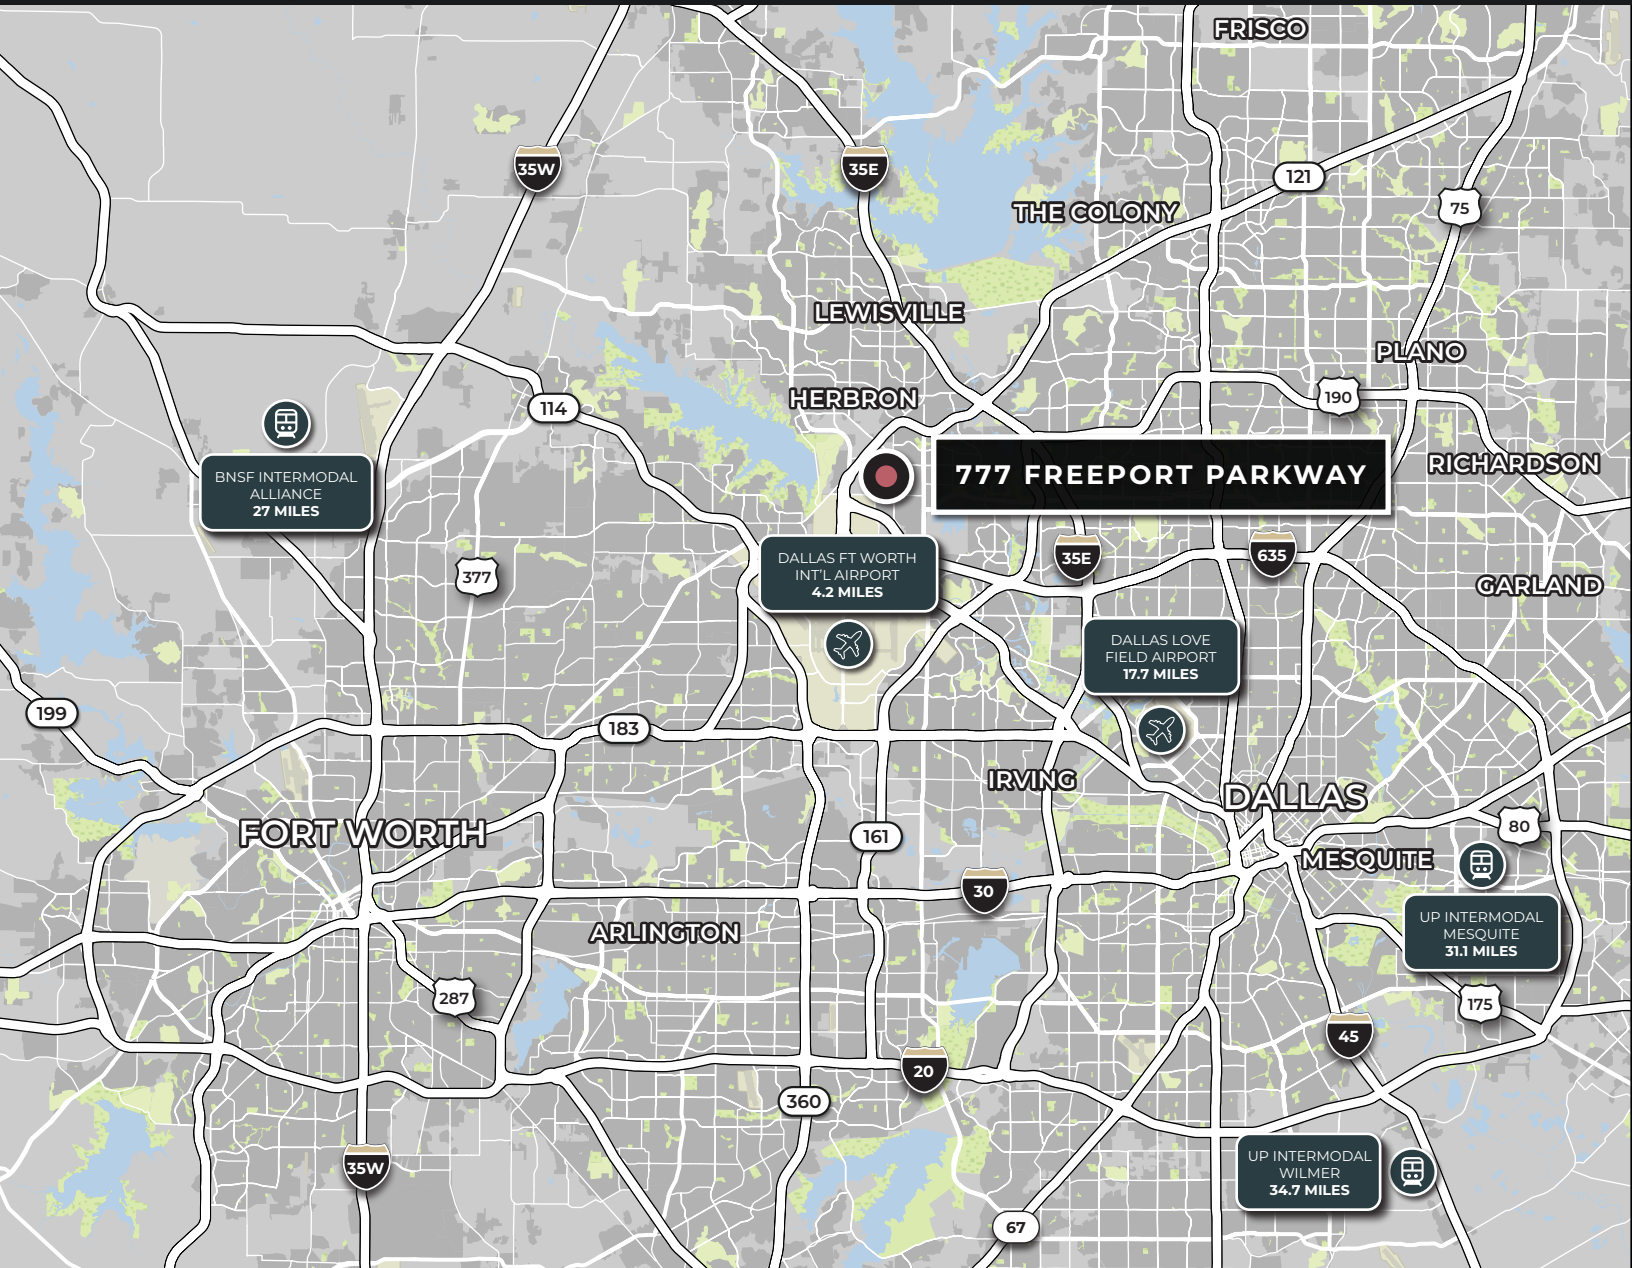 FRISCO
35W
35E
121
75
THE COLONY
LEWISVILLE
PLANO
HERBRON
190
114
777 FREEPORT PARKWAY
RICHARDSON
BNSF INTERMODAL
ALLIANCE
27 MILES
377
DALLAS FT WORTH
INT'L AIRPORT
4.2 MILES
35E
635
GARLAND
DALLAS LOVE
FIELD AIRPORT
17.7 MILES
199
183
IRVING
DALLAS
FORT WORTH
161
80
MESQUITE
30
ARLINGTON
UP INTERMODAL
MESQUITE
31.1 MILES
287
175
45
20
360
35W
UP INTERMODAL
WILMER
34.7 MILES
67